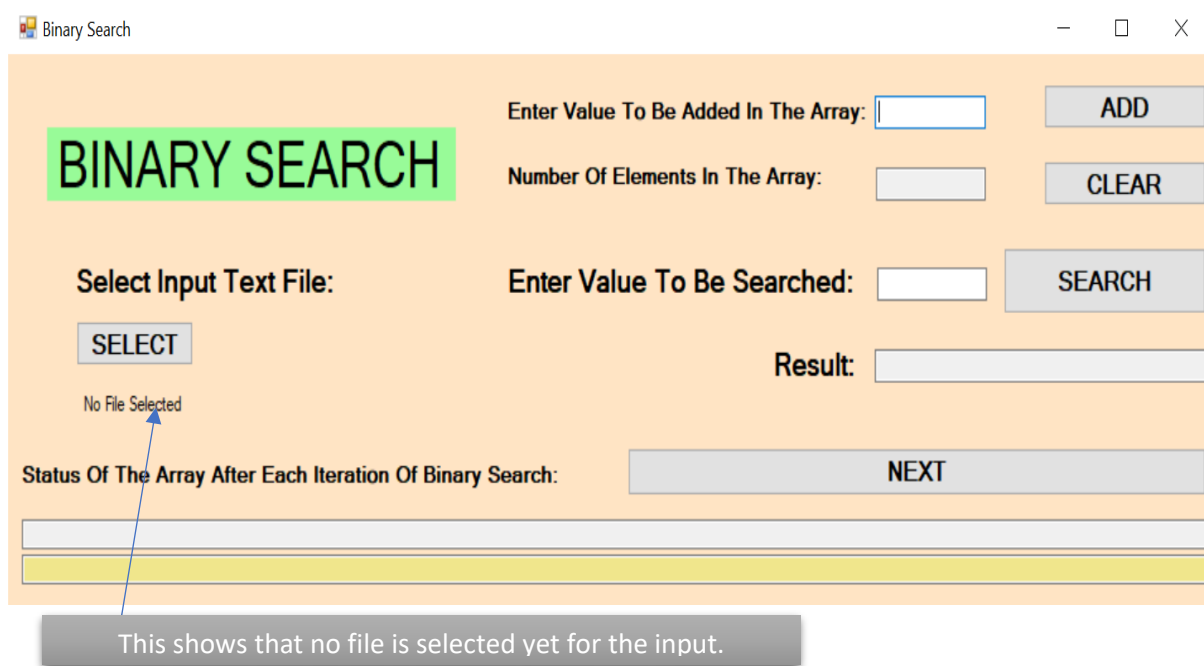 Binary Search
Enter Value To Be Added In The Array:
ADD
BINARY SEARCH
Number Of Elements In The Array:
CLEAR
Select Input Text File:
Enter Value To Be Searched:
SEARCH
SELECT
Result:
No File Selected
Status Of The Array After Each Iteration Of Binary Search:
NEXT
This shows that no file is selected yet for the input.